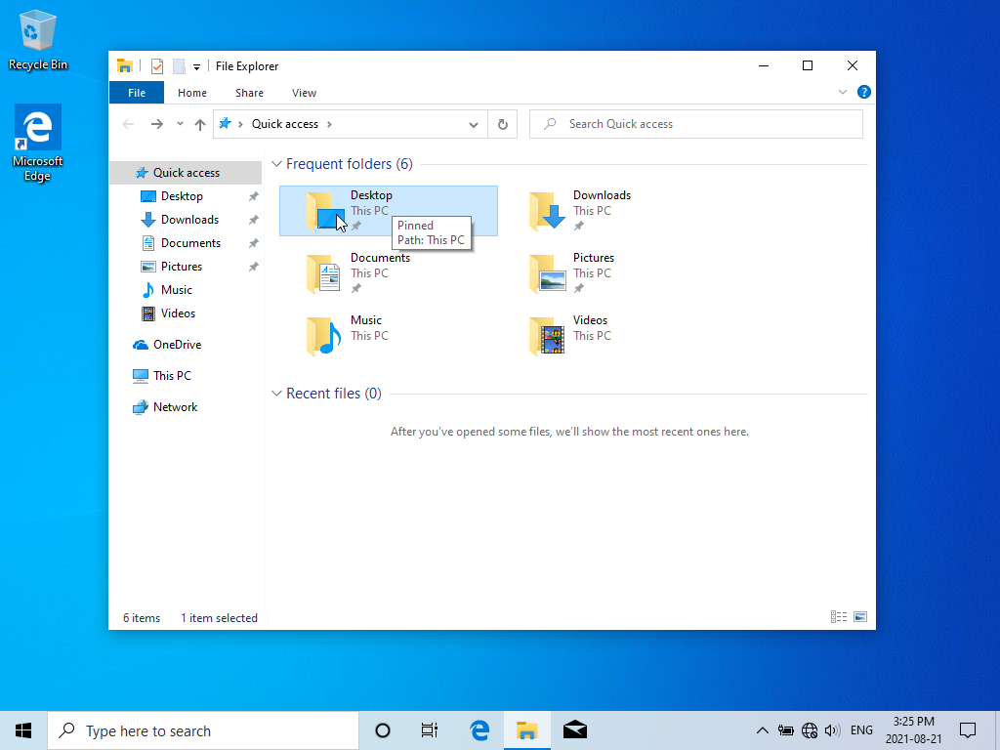 Recycle Bin
Microsoft
Edge
File Explorer
File
Home
Share
View
?
Quick access
Search Quick access
Quick access
Desktop
Downloads
Documents
Pictures
Music
Videos
OneDrive
This PC
Network
Frequent folders (6)
Desktop
This PC
Downloads
This PC
Pinned
Path: This PC
Documents
This PC
Pictures
This PC
Music
This PC
Videos
This PC
Recent files (0)
After you've opened some files, we'll show the most recent ones here.
6 items
1 item selected
Type here to search
ENG
3:25 PM
2021-08-21